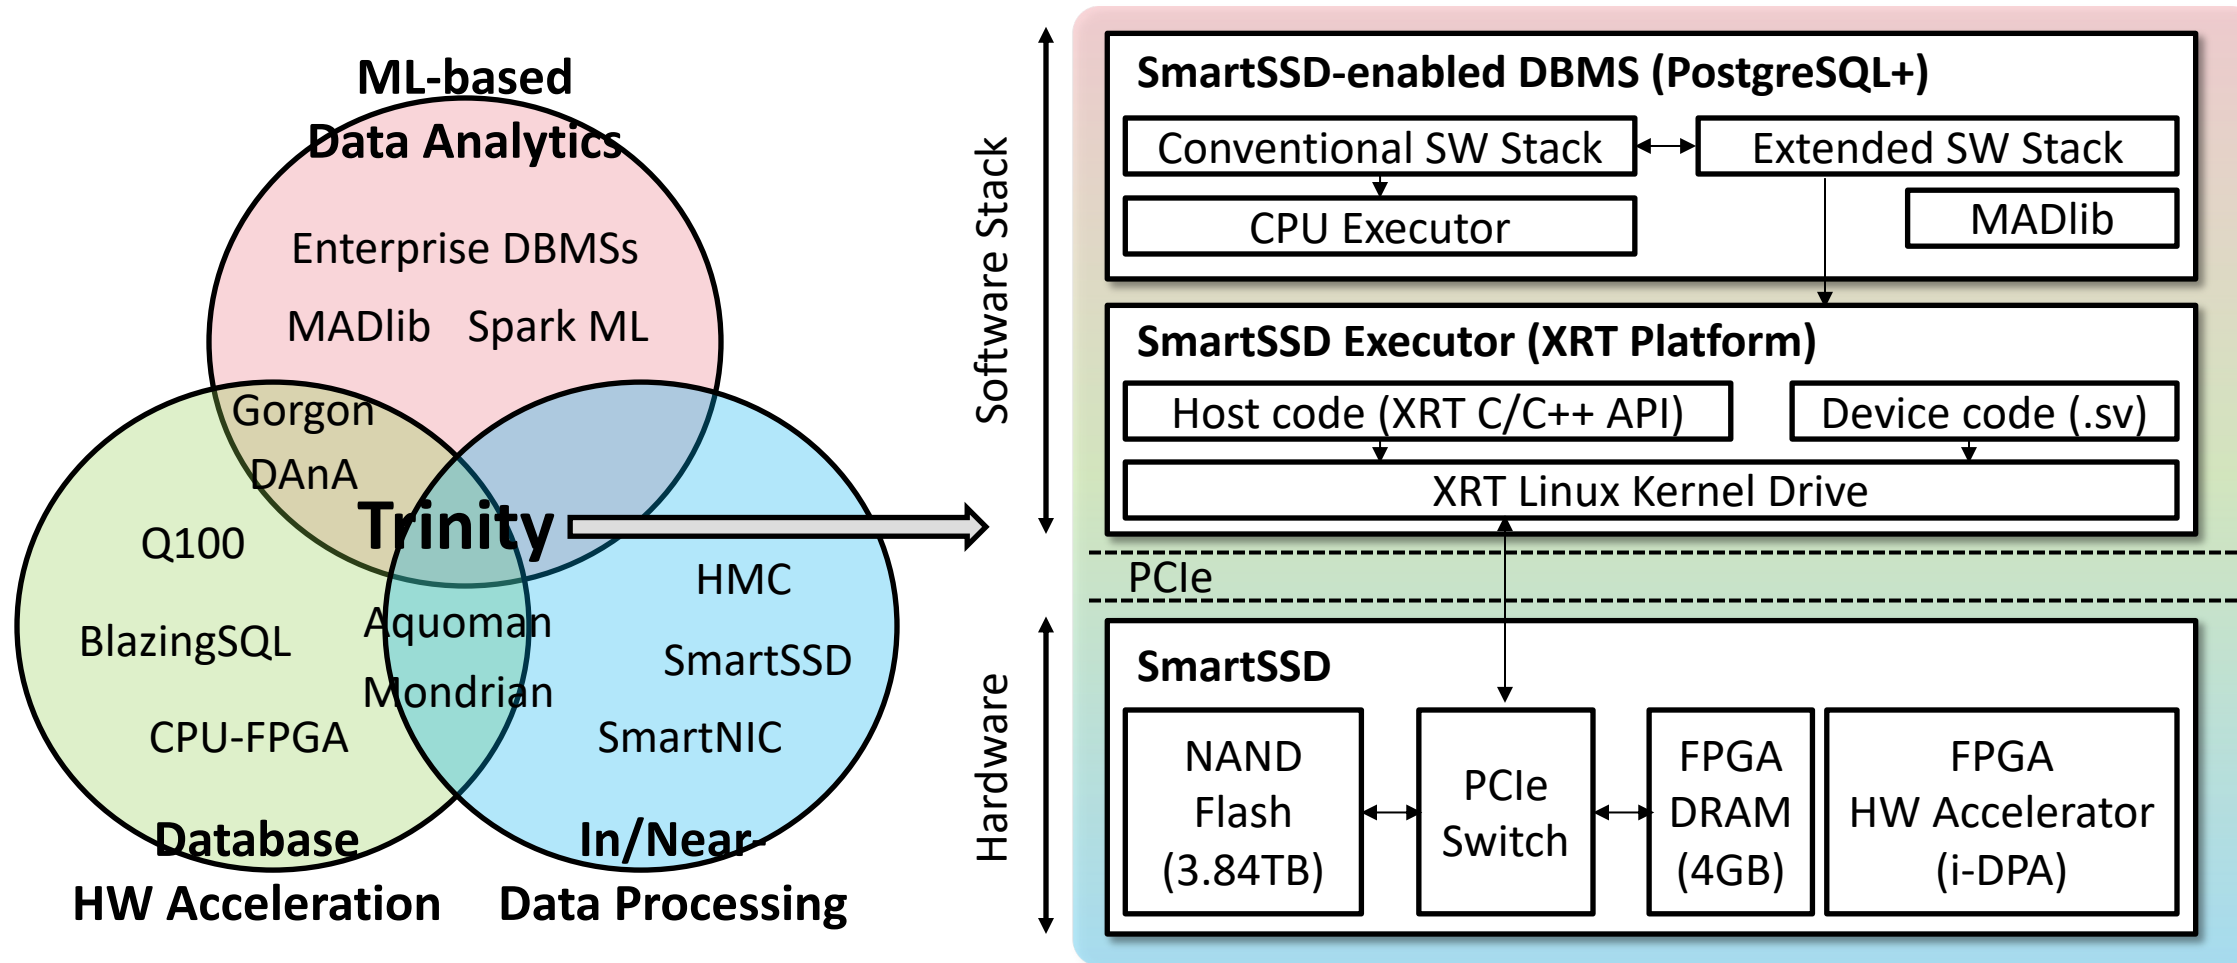 ML-based
Data Analytics
Enterprise DBMSs
MADlib Spark ML
Gorgon
DAnA
Trinity
Q100
BlazingSQL
CPU-FPGA
Aquoman
Mondrian
HMC
SmartSSD
SmartNIC
Database
HW Acceleration
In/Near-
Data Processing
Software Stack
Hardware
SmartSSD-enabled DBMS (PostgreSQL+)
Conventional SW Stack
Extended SW Stack
CPU Executor
MADlib
SmartSSD Executor (XRT Platform)
Host code (XRT C/C++ API)
Device code (.sv)
XRT Linux Kernel Drive
PCIe
SmartSSD
NAND
Flash
(3.84TB)
PCIe
Switch
FPGA
DRAM
(4GB)
FPGA
HW Accelerator
(i-DPA)